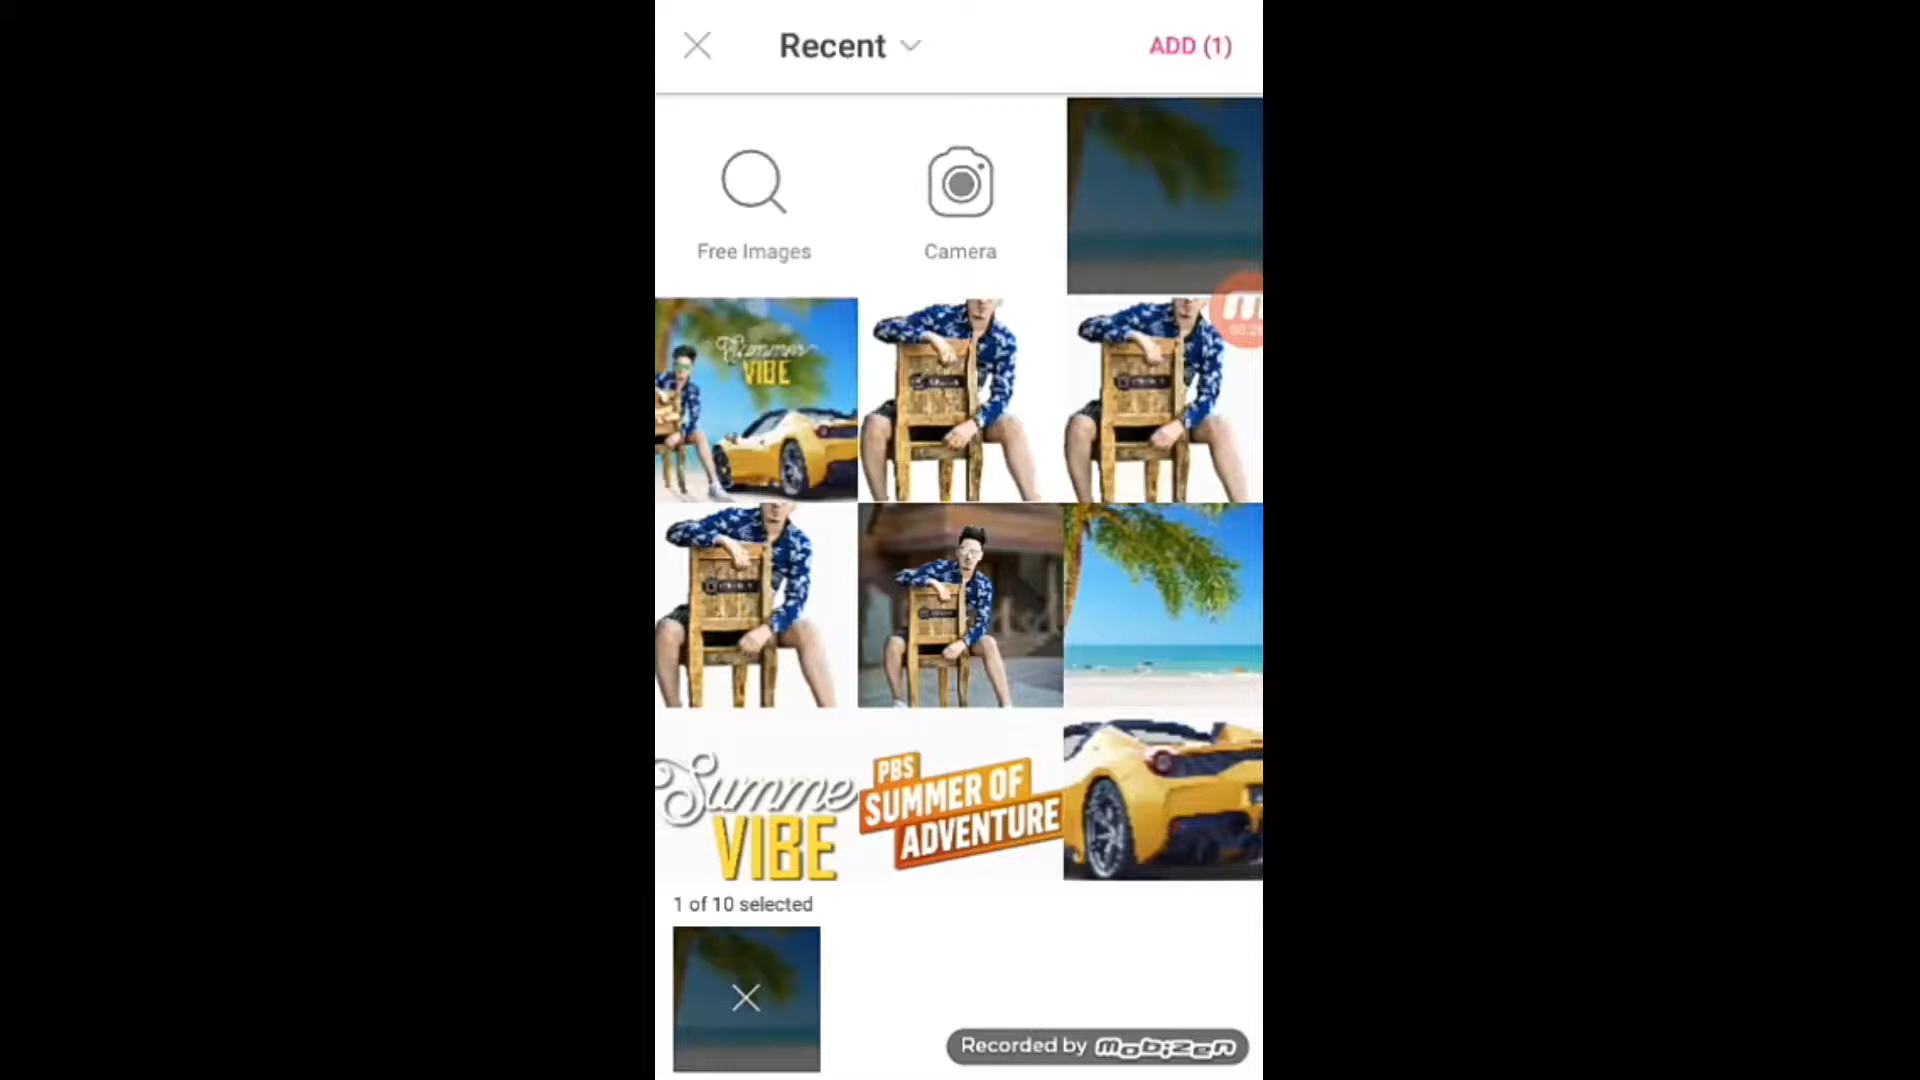 Recent
ADD (1)
Free Images
Camera
Summer
VIBE
Summe
VIBE
PBS
SUMMER OF
ADVENTURE
1 of 10 selected
Recorded by mobizen